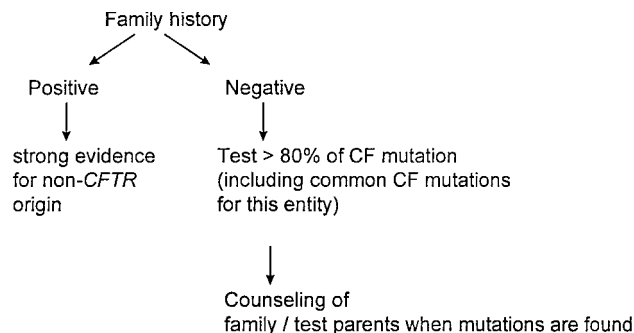 Family history
Positive
Negative
strong evidence
for non-CFTR
origin
Test > 80% of CF mutation
(including common CF mutations
for this entity)
Counseling of
family / test parents when mutations are found